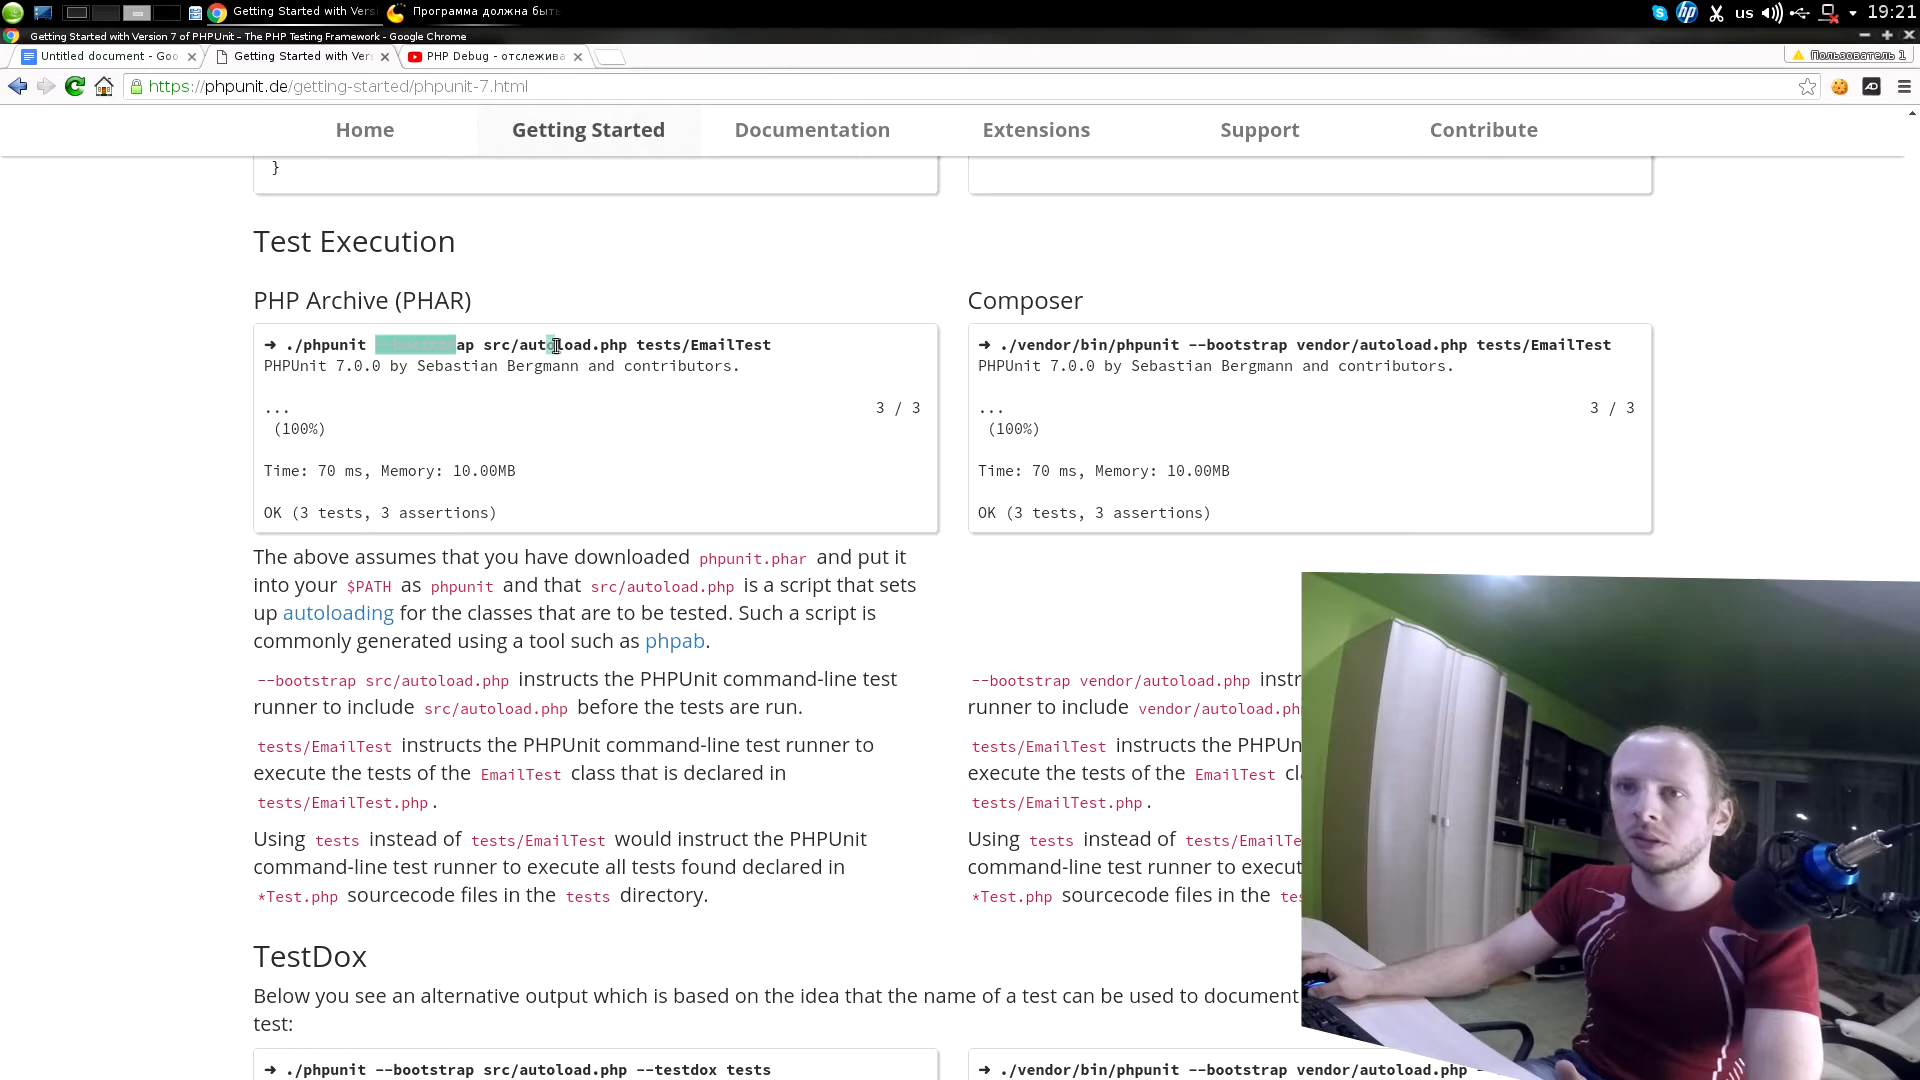 Getting Started with Vers
Программа должна быть
us
19:21
Getting Started with Version 7 of PHPUnit – The PHP Testing Framework - Google Chrome
Untitled document - Goo
Getting Started with Ver
PHP Debug - отслежива
Пользователь 1
https://phpunit.de/getting-started/phpunit-7.html
Home
Getting Started
Documentation
Extensions
Support
Contribute
}
Test Execution
PHP Archive (PHAR)
➜ ./phpunit --bootstrap src/autoload.php tests/EmailTest
PHPUnit 7.0.0 by Sebastian Bergmann and contributors.
... 3 / 3
(100%)
Time: 70 ms, Memory: 10.00MB
OK (3 tests, 3 assertions)
The above assumes that you have downloaded phpunit.phar and put it
into your $PATH as phpunit and that src/autoload.php is a script that sets
up autoloading for the classes that are to be tested. Such a script is
commonly generated using a tool such as phpab.
--bootstrap src/autoload.php instructs the PHPUnit command-line test
runner to include src/autoload.php before the tests are run.
tests/EmailTest instructs the PHPUnit command-line test runner to
execute the tests of the EmailTest class that is declared in
tests/EmailTest.php.
Using tests instead of tests/EmailTest would instruct the PHPUnit
command-line test runner to execute all tests found declared in
*Test.php sourcecode files in the tests directory.
Composer
➜ ./vendor/bin/phpunit --bootstrap vendor/autoload.php tests/EmailTest
PHPUnit 7.0.0 by Sebastian Bergmann and contributors.
... 3 / 3
(100%)
Time: 70 ms, Memory: 10.00MB
OK (3 tests, 3 assertions)
--bootstrap vendor/autoload.php instr
runner to include vendor/autoload.ph
tests/EmailTest instructs the PHPUn
execute the tests of the EmailTest cl
tests/EmailTest.php.
Using tests instead of tests/EmailTe
command-line test runner to execut
*Test.php sourcecode files in the te
TestDox
Below you see an alternative output which is based on the idea that the name of a test can be used to document
test:
➜ ./phpunit --bootstrap src/autoload.php --testdox tests
➜ ./vendor/bin/phpunit --bootstrap vendor/autoload.php